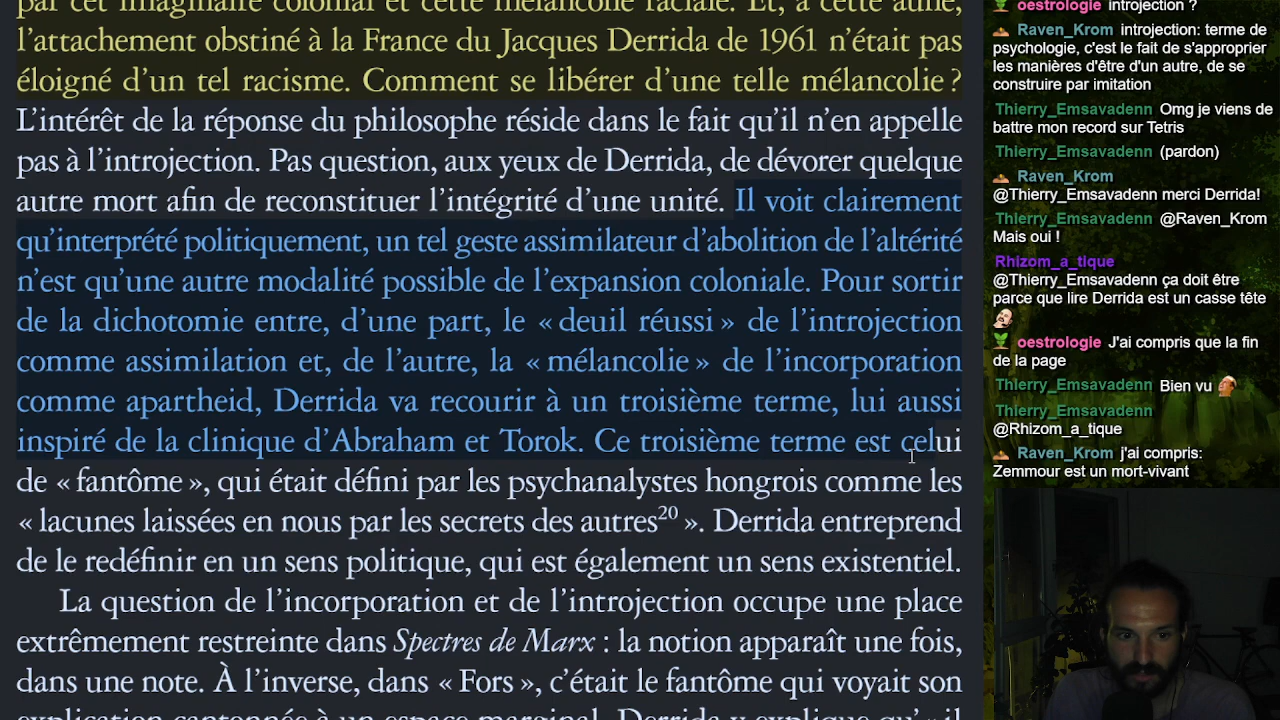 par cet imaginaire colonial et cette mélancolie raciale. Et, à cette aune,
l’attachement obstiné à la France du Jacques Derrida de 1961 n’était pas
éloigné d’un tel racisme. Comment se libérer d’une telle mélancolie ?
L’intérêt de la réponse du philosophe réside dans le fait qu’il n’en appelle
pas à l’introjection. Pas question, aux yeux de Derrida, de dévorer quelque
autre mort afin de reconstituer l’intégrité d’une unité. Il voit clairement
qu’interprété politiquement, un tel geste assimilateur d’abolition de l’altérité
n’est qu’une autre modalité possible de l’expansion coloniale. Pour sortir
de la dichotomie entre, d’une part, le « deuil réussi » de l’introjection
comme assimilation et, de l’autre, la « mélancolie » de l’incorporation
comme apartheid, Derrida va recourir à un troisième terme, lui aussi
inspiré de la clinique d’Abraham et Torok. Ce troisième terme est celui
de « fantôme », qui était défini par les psychanalystes hongrois comme les
« lacunes laissées en nous par les secrets des autres20 ». Derrida entreprend
de le redéfinir en un sens politique, qui est également un sens existentiel.
La question de l’incorporation et de l’introjection occupe une place
extrêmement restreinte dans Spectres de Marx : la notion apparaît une fois,
dans une note. À l’inverse, dans « Fors », c’était le fantôme qui voyait son
explication cantonnée à un espace marginal. Derrida y explique qu’« il
oestrologie introjection ?
Raven_Krom introjection: terme de
psychologie, c'est le fait de s'approprier
les manières d'être d'un autre, de se
construire par imitation
Thierry_Emsavadenn Omg je viens de
battre mon record sur Tetris
Thierry_Emsavadenn (pardon)
Raven_Krom
@Thierry_Emsavadenn merci Derrida!
Thierry_Emsavadenn @Raven_Krom
Mais oui !
Rhizom_a_tique
@Thierry_Emsavadenn ça doit être
parce que lire Derrida est un casse tête
oestrologie J'ai compris que la fin
de la page
Thierry_Emsavadenn Bien vu
Thierry_Emsavadenn
@Rhizom_a_tique
Raven_Krom j'ai compris:
Zemmour est un mort-vivant